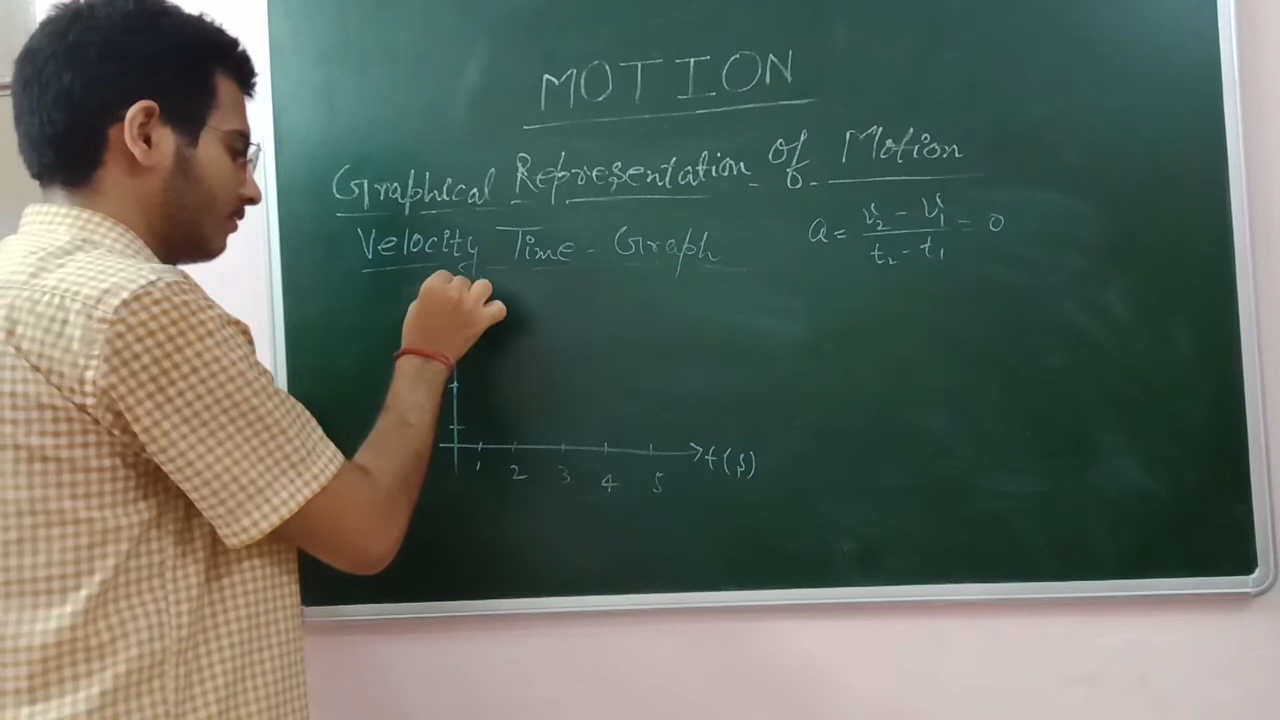 MOTION
Graphical Representation of Motion
Velocity Time - Graph
a = v₂ - v₁ / t₂ - t₁ = 0
1 2 3 4 5 t(s)